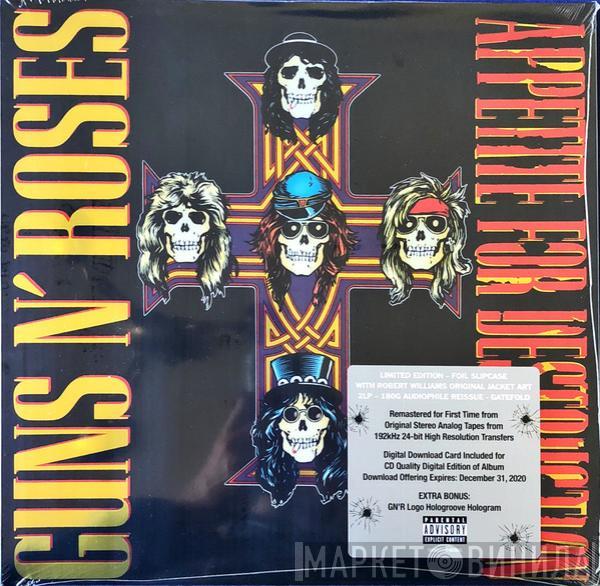 GUNS N' ROSES
APPETITE FOR DESTRUCTIO
LIMITED EDITION – FOIL SLIPCASE
WITH ROBERT WILLIAMS ORIGINAL JACKET ART
2LP – 180G AUDIOPHILE REISSUE - GATEFOLD
Remastered for First Time from
Original Stereo Analog Tapes from
192kHz 24-bit High Resolution Transfers
Digital Download Card Included for
CD Quality Digital Edition of Album
Download Offering Expires: December 31, 2020
EXTRA BONUS:
GN'R Logo Hologroove Hologram
PARENTAL
ADVISORY
EXPLICIT CONTENT
МАРКЕТ ВИНИЛА